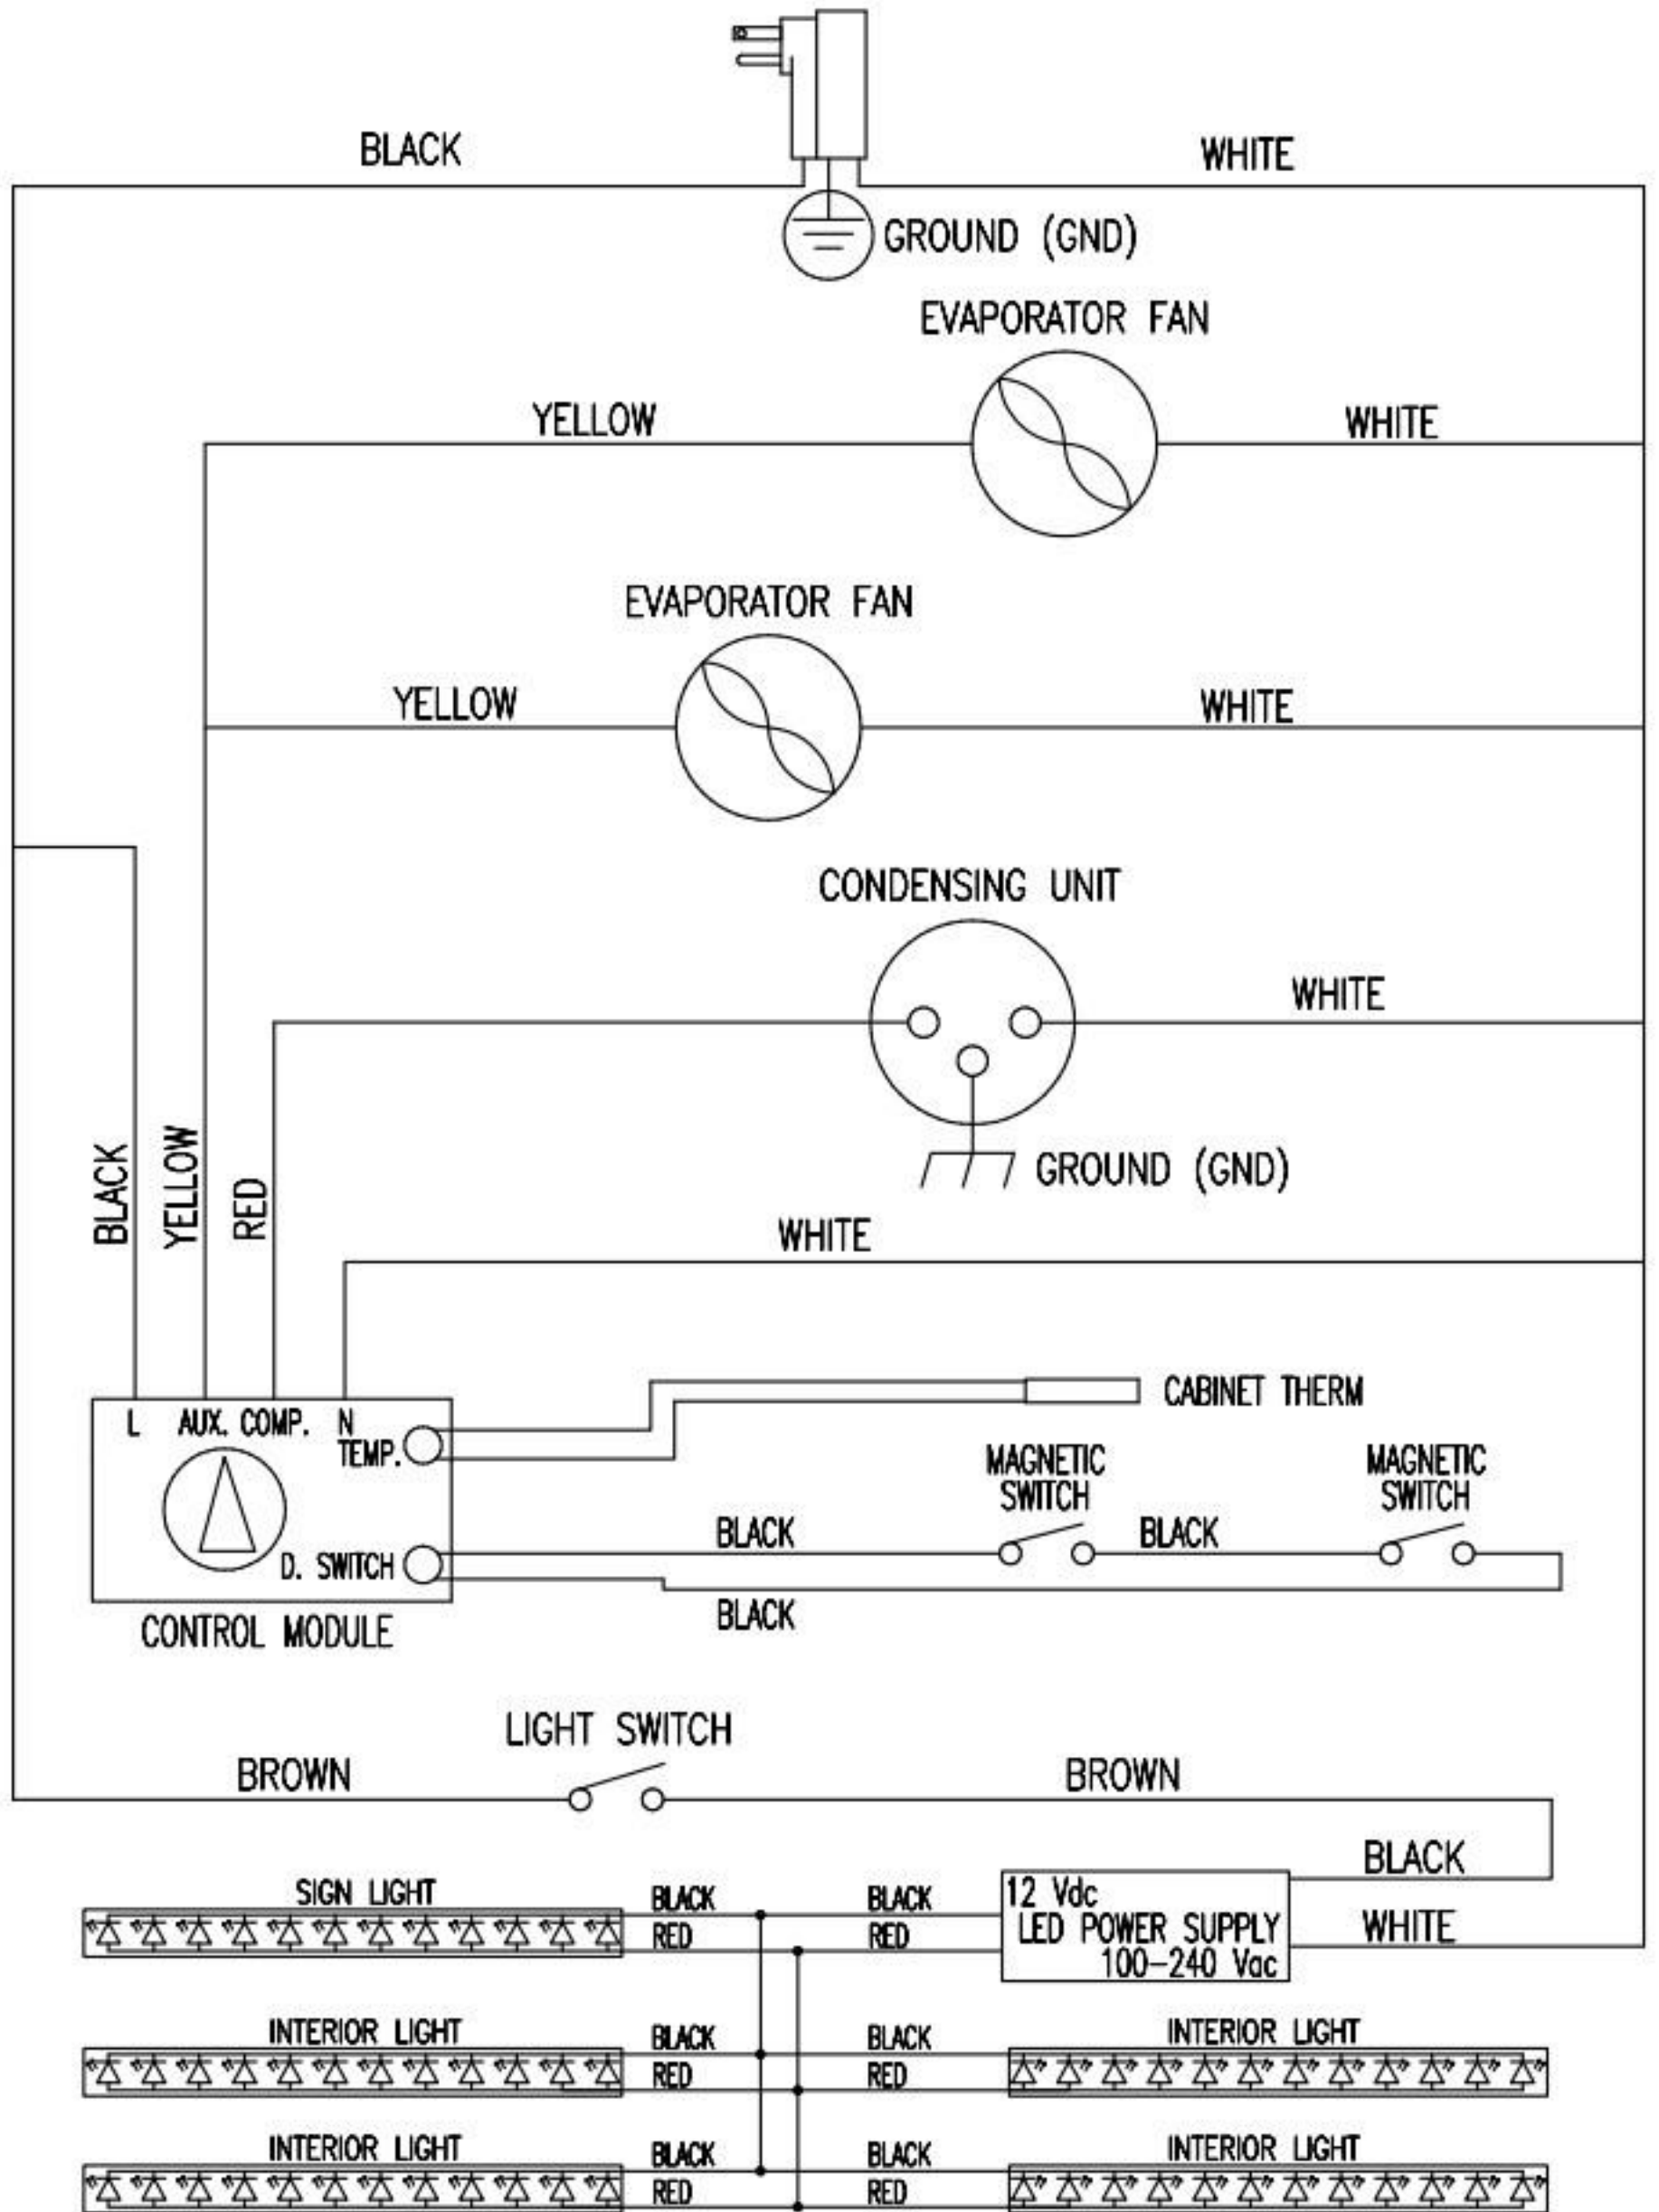 BLACK
WHITE
GROUND (GND)
EVAPORATOR FAN
YELLOW
WHITE
EVAPORATOR FAN
YELLOW
WHITE
CONDENSING UNIT
WHITE
BLACK
YELLOW
RED
GROUND (GND)
WHITE
L AUX. COMP. N
TEMP.
CABINET THERM
MAGNETIC
SWITCH
MAGNETIC
SWITCH
BLACK
BLACK
D. SWITCH
BLACK
CONTROL MODULE
LIGHT SWITCH
BROWN
BROWN
BLACK
SIGN LIGHT
BLACK
BLACK
12 Vdc
RED
RED
LED POWER SUPPLY
WHITE
100-240 Vac
INTERIOR LIGHT
BLACK
BLACK
INTERIOR LIGHT
RED
RED
INTERIOR LIGHT
BLACK
BLACK
INTERIOR LIGHT
RED
RED